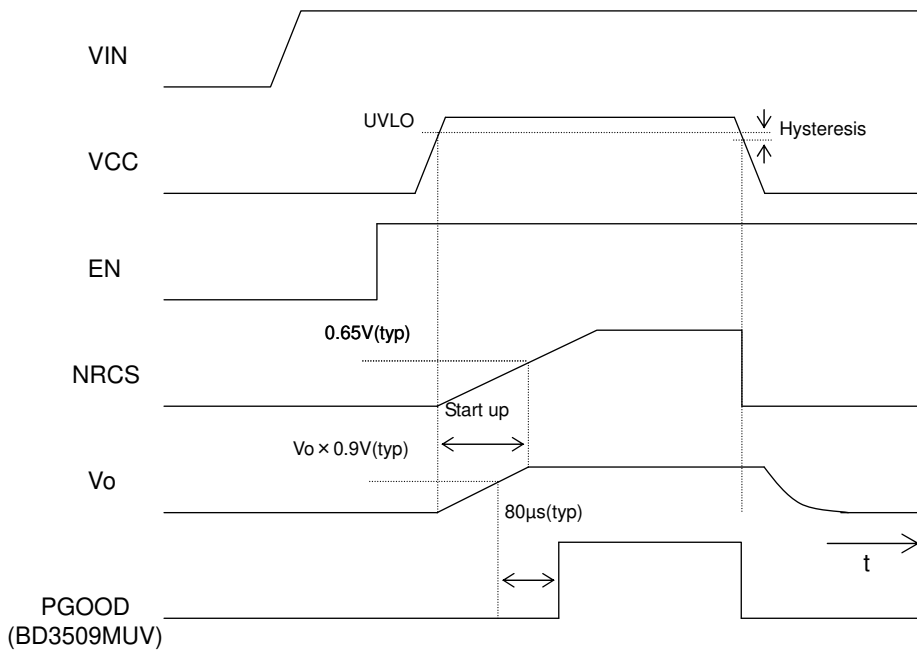 VIN
UVLO
Hysteresis
VCC
EN
0.65V(typ)
NRCS
Start up
Vo × 0.9V(typ)
Vo
80µs(typ)
t
PGOOD
(BD3509MUV)